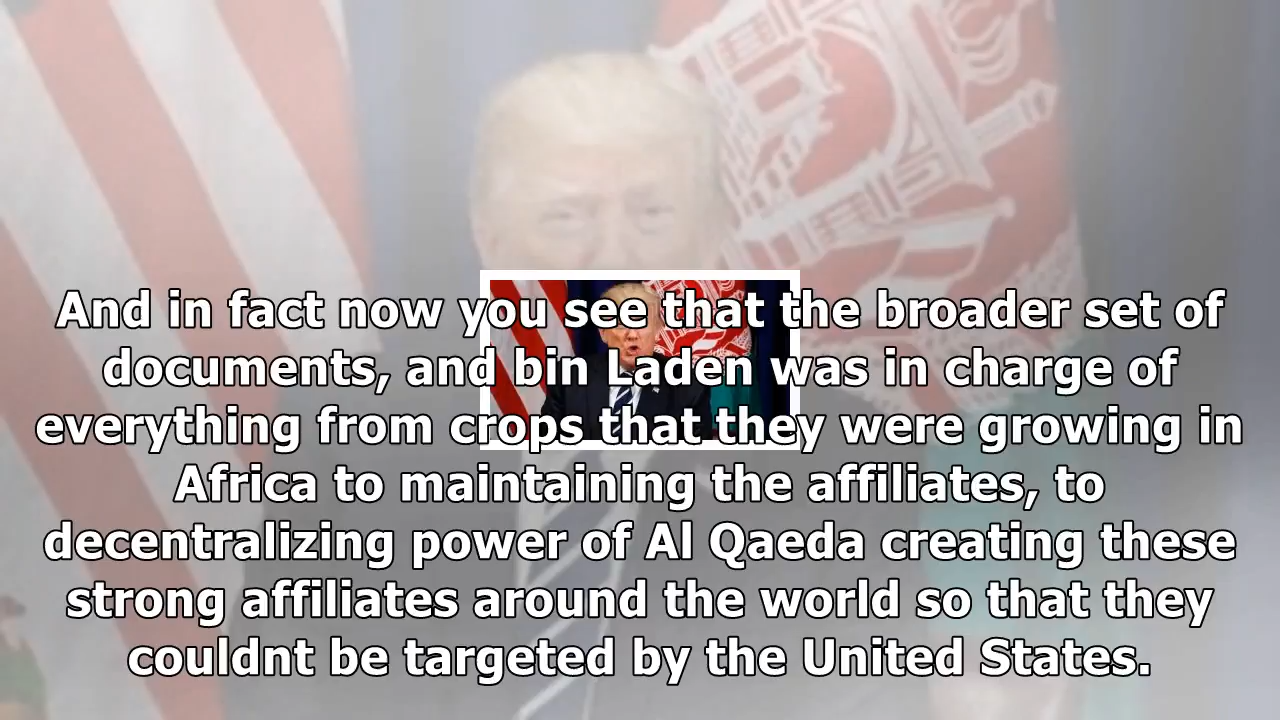 And in fact now you see that the broader set of
documents, and bin Laden was in charge of
everything from crops that they were growing in
Africa to maintaining the affiliates, to
decentralizing power of Al Qaeda creating these
strong affiliates around the world so that they
couldnt be targeted by the United States.